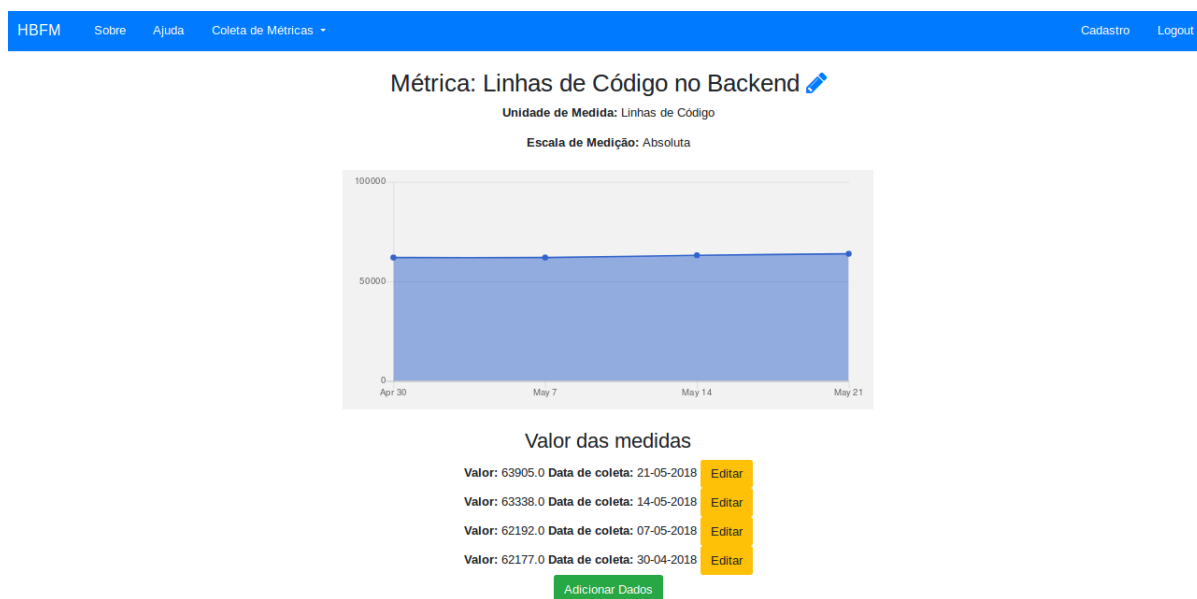 HBFM Sobre Ajuda Coleta de Métricas Cadastro Logout
Métrica: Linhas de Código no Backend
Unidade de Medida: Linhas de Código
Escala de Medição: Absoluta
100000
50000
0
Apr 30 May 7 May 14 May 21
Valor das medidas
Valor: 63905.0 Data de coleta: 21-05-2018 Editar
Valor: 63338.0 Data de coleta: 14-05-2018 Editar
Valor: 62192.0 Data de coleta: 07-05-2018 Editar
Valor: 62177.0 Data de coleta: 30-04-2018 Editar
Adicionar Dados